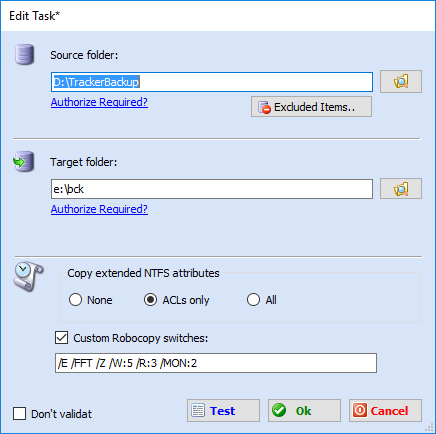 Edit Task*
Source folder:
D:\TrackerBackup
Authorize Required?
Excluded Items..
Target folder:
e:\bck
Authorize Required?
Copy extended NTFS attributes
None
ACLs only
All
Custom Robocopy switches:
/E /FFT /Z /W:5 /R:3 /MON:2
Don't validat
Test
Ok
Cancel